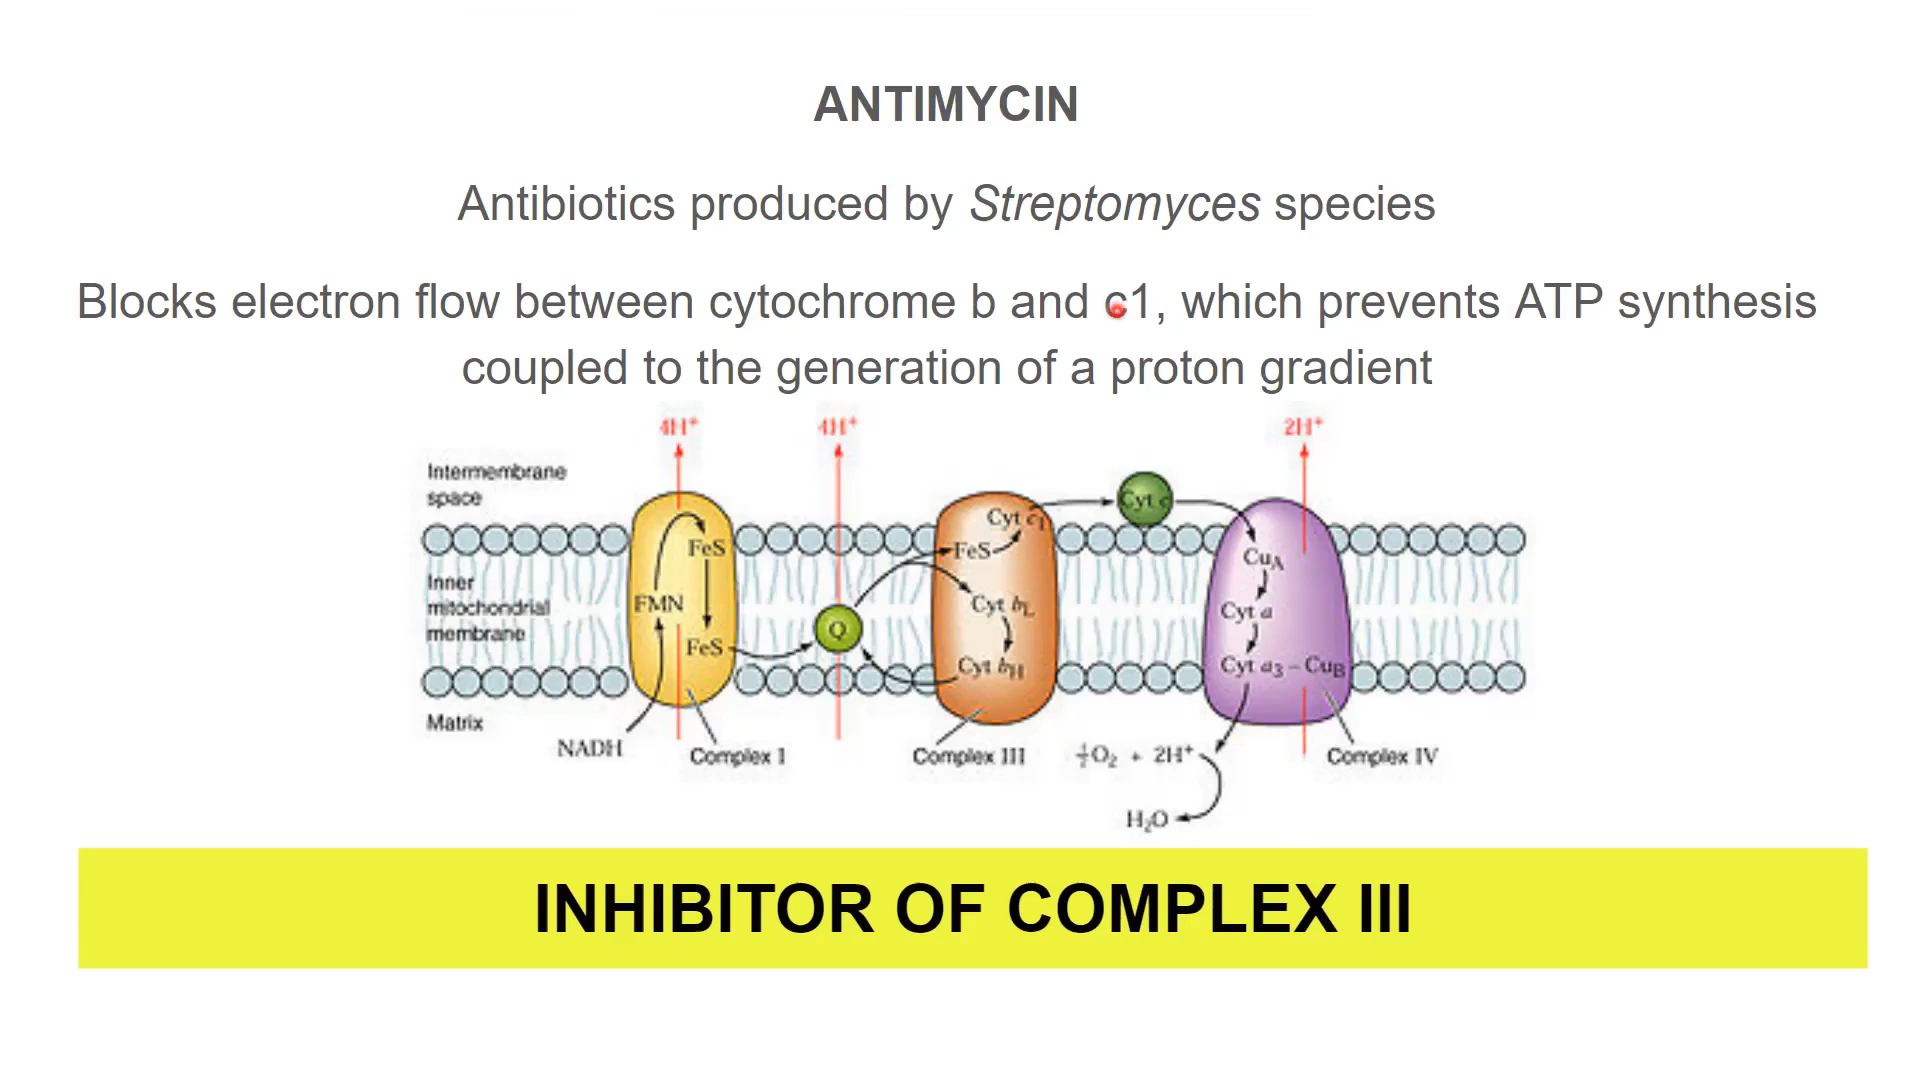 ANTIMYCIN
Antibiotics produced by Streptomyces species
Blocks electron flow between cytochrome b and c1, which prevents ATP synthesis
coupled to the generation of a proton gradient
4H⁺
4H⁺
2H⁺
Intermembrane
space
Cyt c
Cyt c₁
FeS
FeS
CuA
Inner
mitochondrial
membrane
FMN
Cyt bL
Cyt a
Q
FeS
Cyt bH
Cyt a₃ – CuB
Matrix
NADH
Complex I
Complex III
½O₂ + 2H⁺
Complex IV
H₂O
INHIBITOR OF COMPLEX III